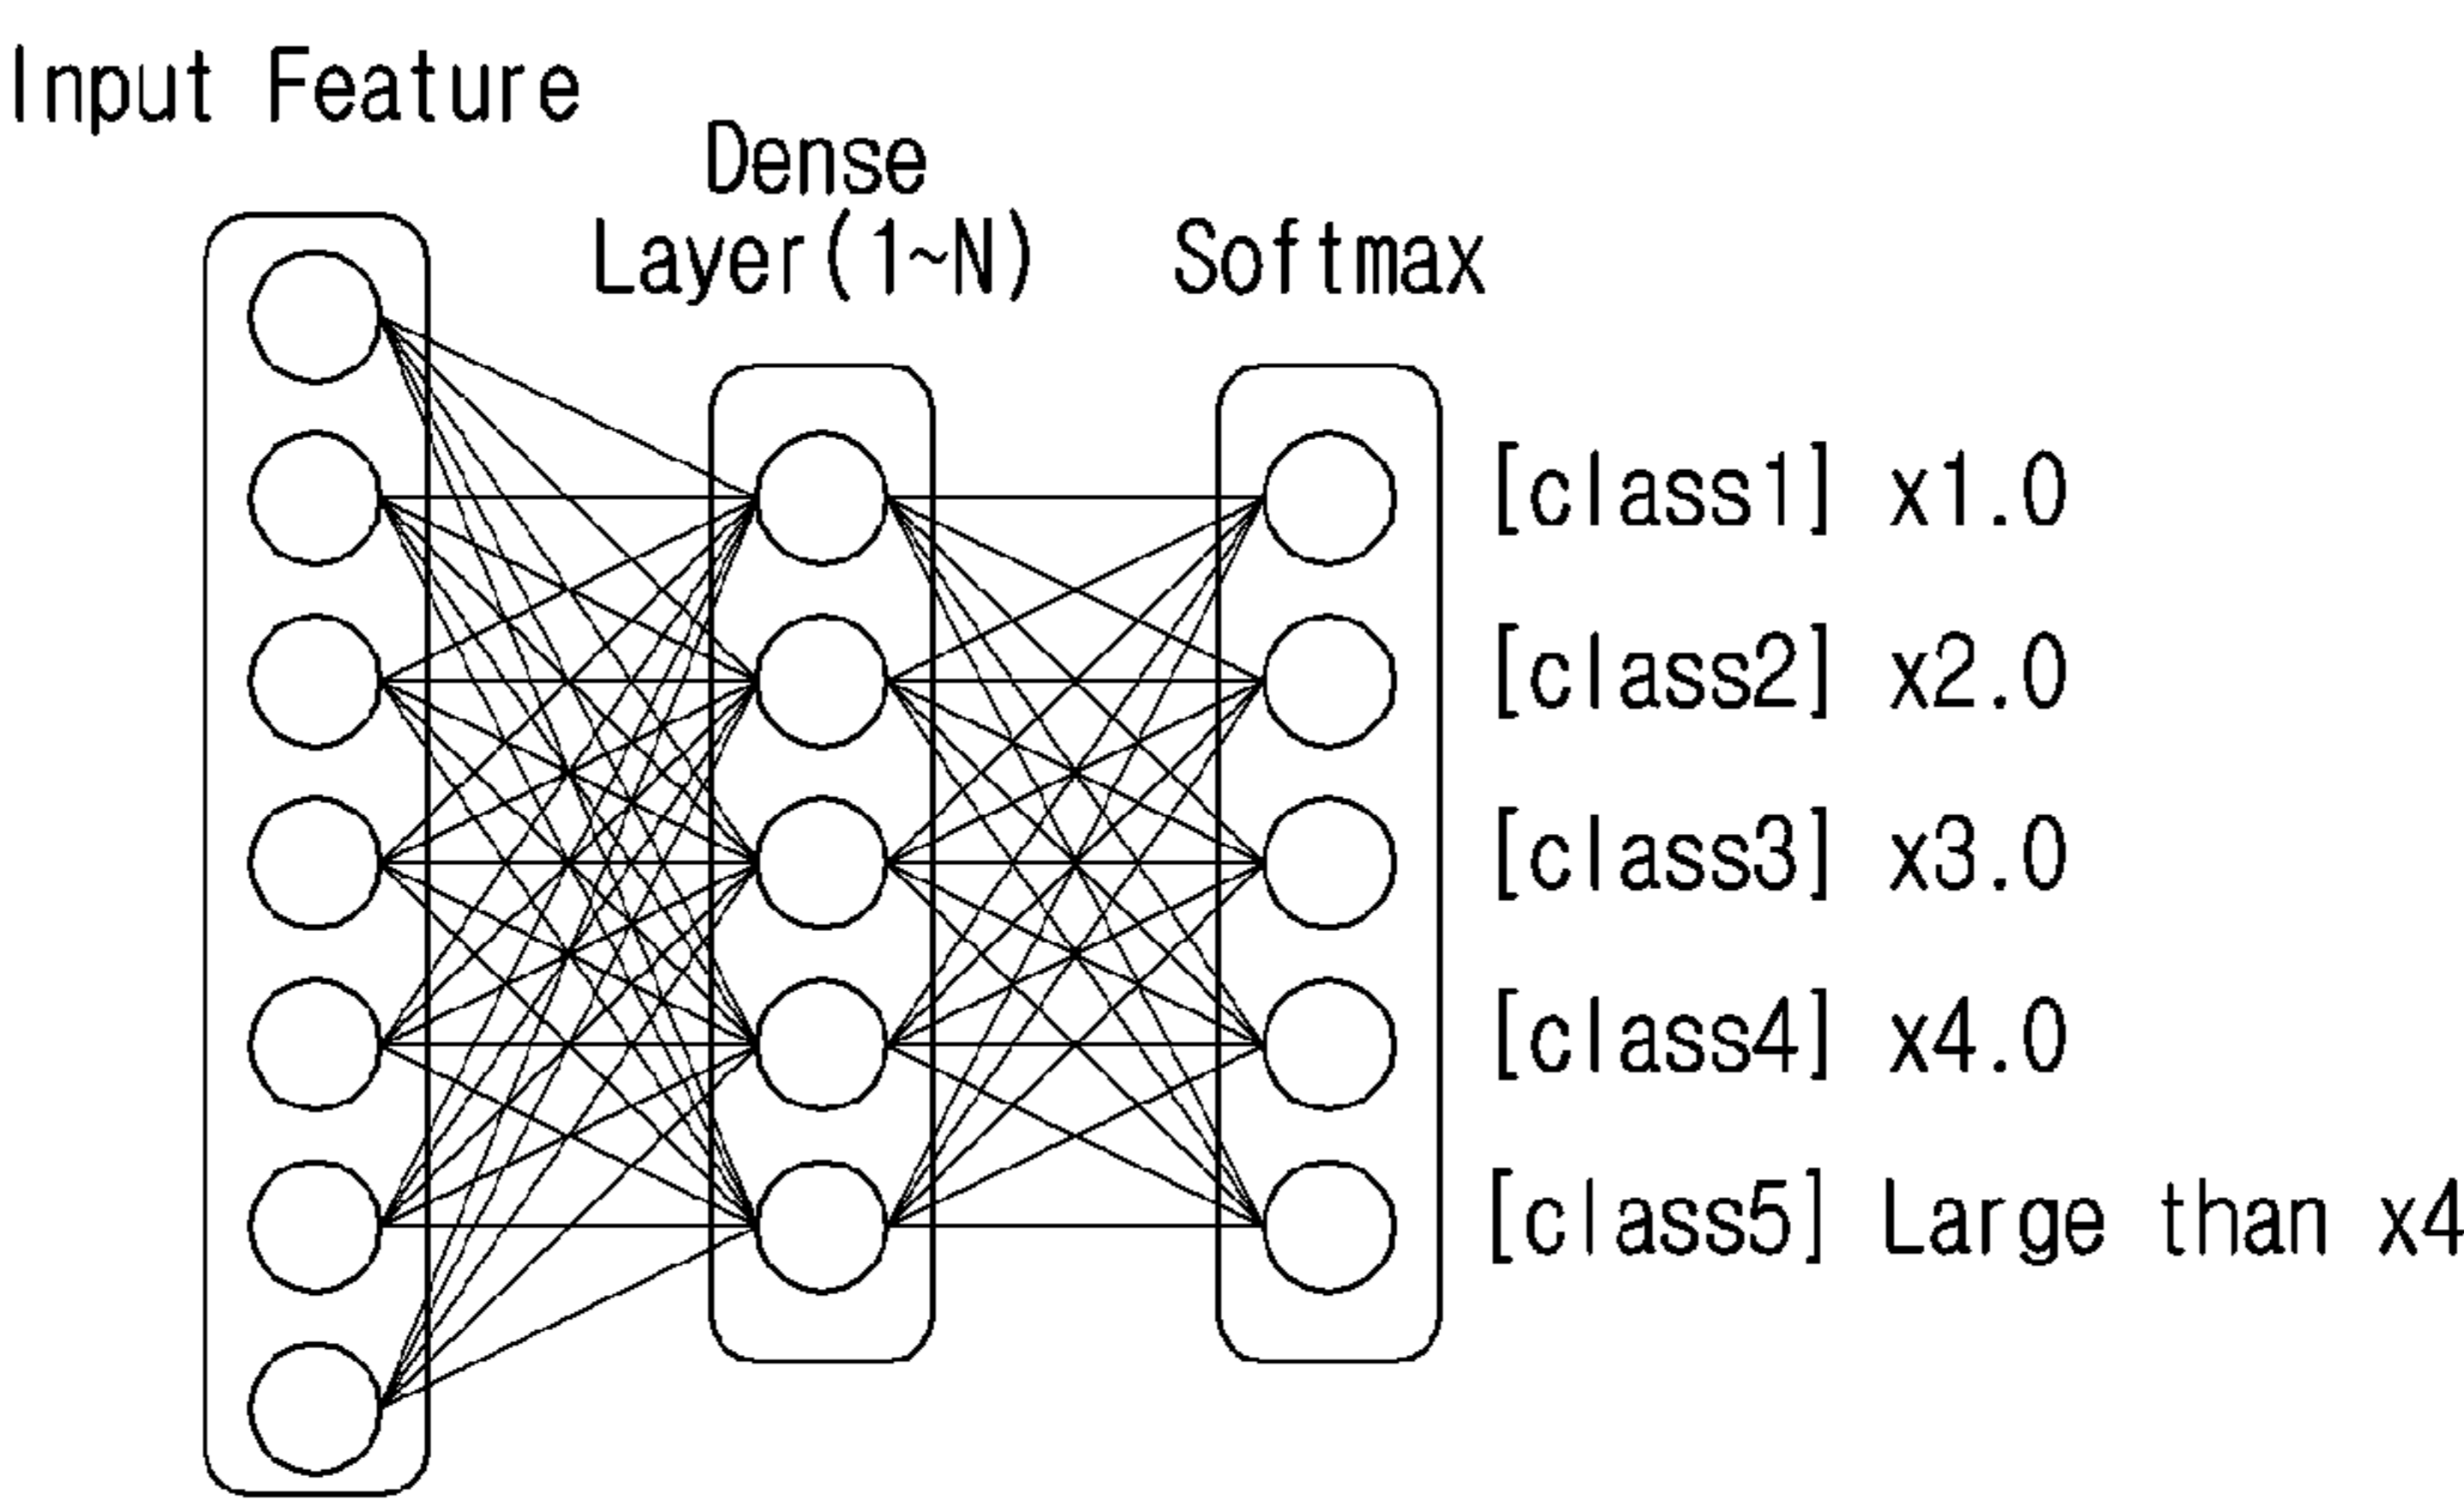 Input Feature
Dense
Layer(1~N)
Softmax
[class1] x1.0
[class2] x2.0
[class3] x3.0
[class4] x4.0
[class5] Large than x4